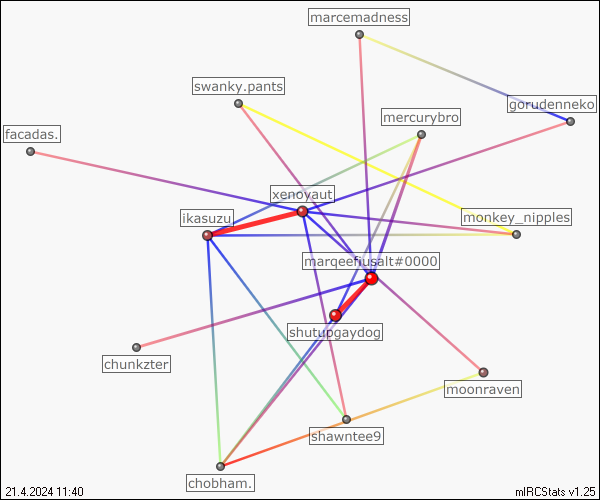 marcemadness
swanky.pants
gorudenneko
mercurybro
facadas.
xenoyaut
ikasuzu
monkey_nipples
marqeefiusalt#0000
shutupgaydog
chunkzter
moonraven
shawntee9
chobham.
21.4.2024 11:40
mIRCStats v1.25